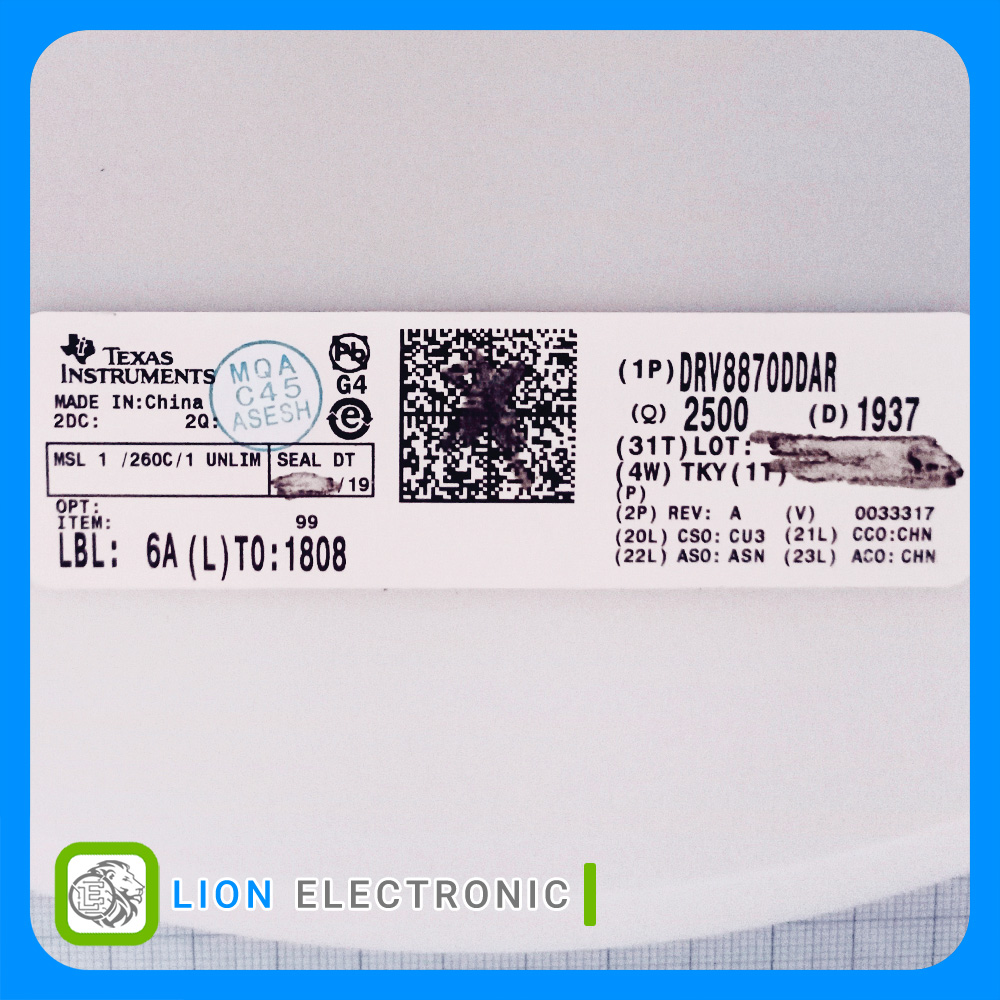 TEXAS
INSTRUMENTS
MADE IN:China
2DC: 2Q:
MQA
C45
ASESH
Pb
G4
e
MSL 1 /260C/1 UNLIM
SEAL DT
/19
OPT:
ITEM: 99
LBL: 6A (L)TO:1808
(1P) DRV8870DDAR
(Q) 2500 (D) 1937
(31T) LOT:
(4W) TKY (1T)
(P)
(2P) REV: A (V) 0033317
(20L) CSO: CU3 (21L) CCO: CHN
(22L) ASO: ASN (23L) ACO: CHN
LE
LION ELECTRONIC